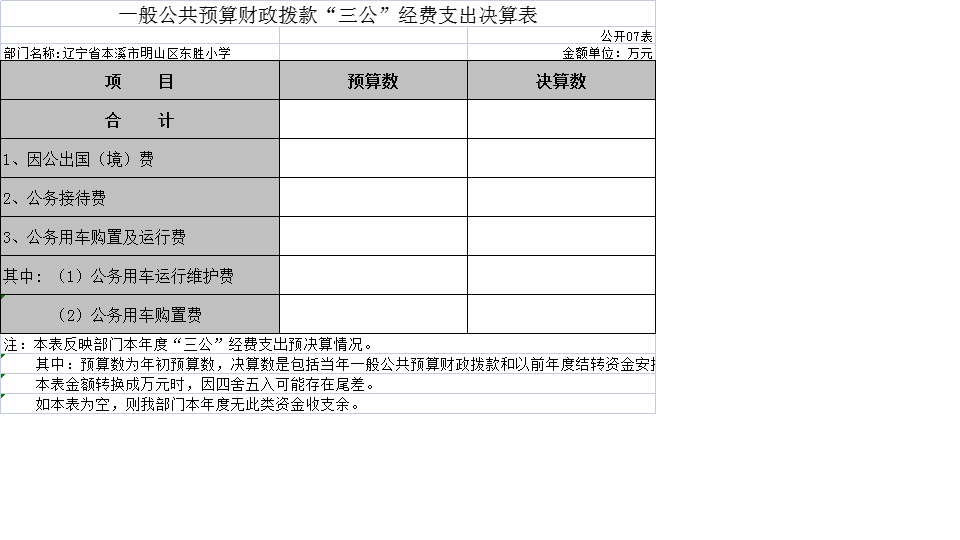 一般公共预算财政拨款“三公”经费支出决算表
公开07表
部门名称:辽宁省本溪市明山区东胜小学 金额单位：万元
项 目 预算数 决算数
合 计
1、因公出国（境）费
2、公务接待费
3、公务用车购置及运行费
其中：（1）公务用车运行维护费
（2）公务用车购置费
注：本表反映部门本年度“三公”经费支出预决算情况。
其中：预算数为年初预算数，决算数是包括当年一般公共预算财政拨款和以前年度结转资金安
本表金额转换成万元时，因四舍五入可能存在尾差。
如本表为空，则我部门本年度无此类资金收支余。